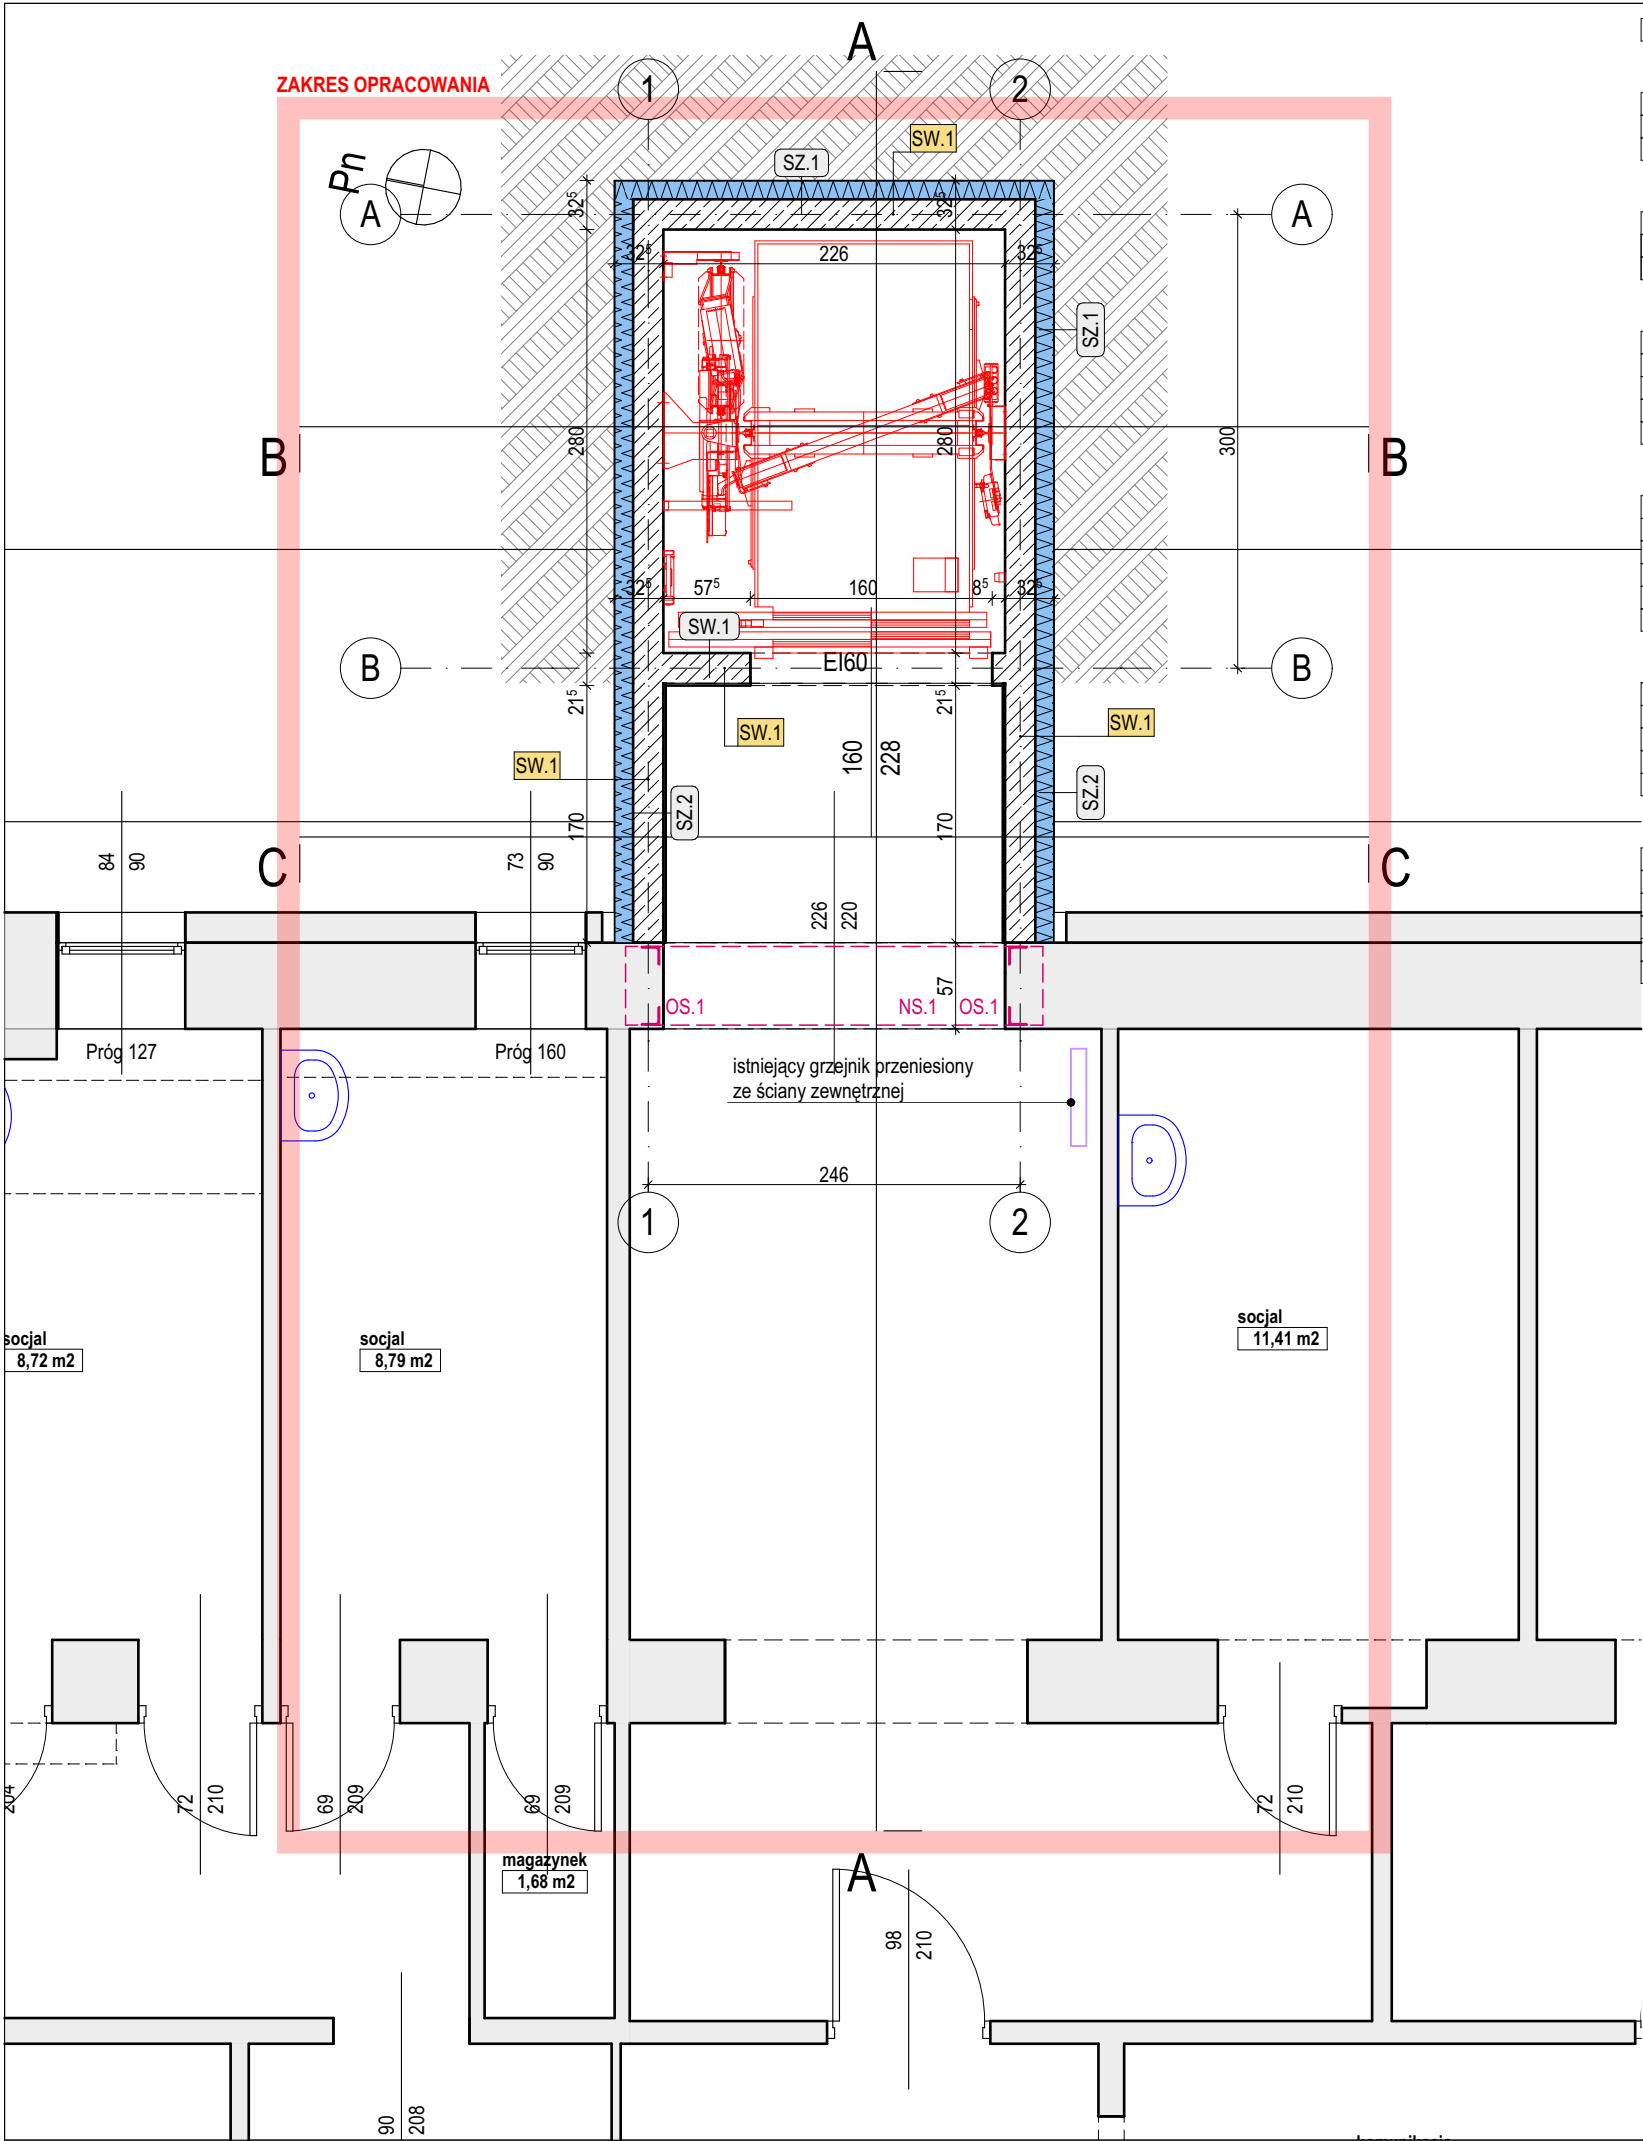 A
ZAKRES OPRACOWANIA
1
2
SW.1
SZ.1
Pn
A
A
32⁵
32⁵
32⁵
226
32⁵
SZ.1
B
280
280
300
B
32⁵
57⁵
160
8⁵
32⁵
SW.1
B
EI60
B
21⁵
21⁵
SW.1
SW.1
160
228
SW.1
SZ.2
SZ.2
170
170
84
90
C
73
90
226
220
C
57
OS.1
NS.1
OS.1
Próg 127
Próg 160
istniejący grzejnik przeniesiony
ze ściany zewnętrznej
246
1
2
socjal
8,72 m2
socjal
8,79 m2
socjal
11,41 m2
204
72
210
69
209
69
209
72
210
magazynek
1,68 m2
A
98
210
90
208